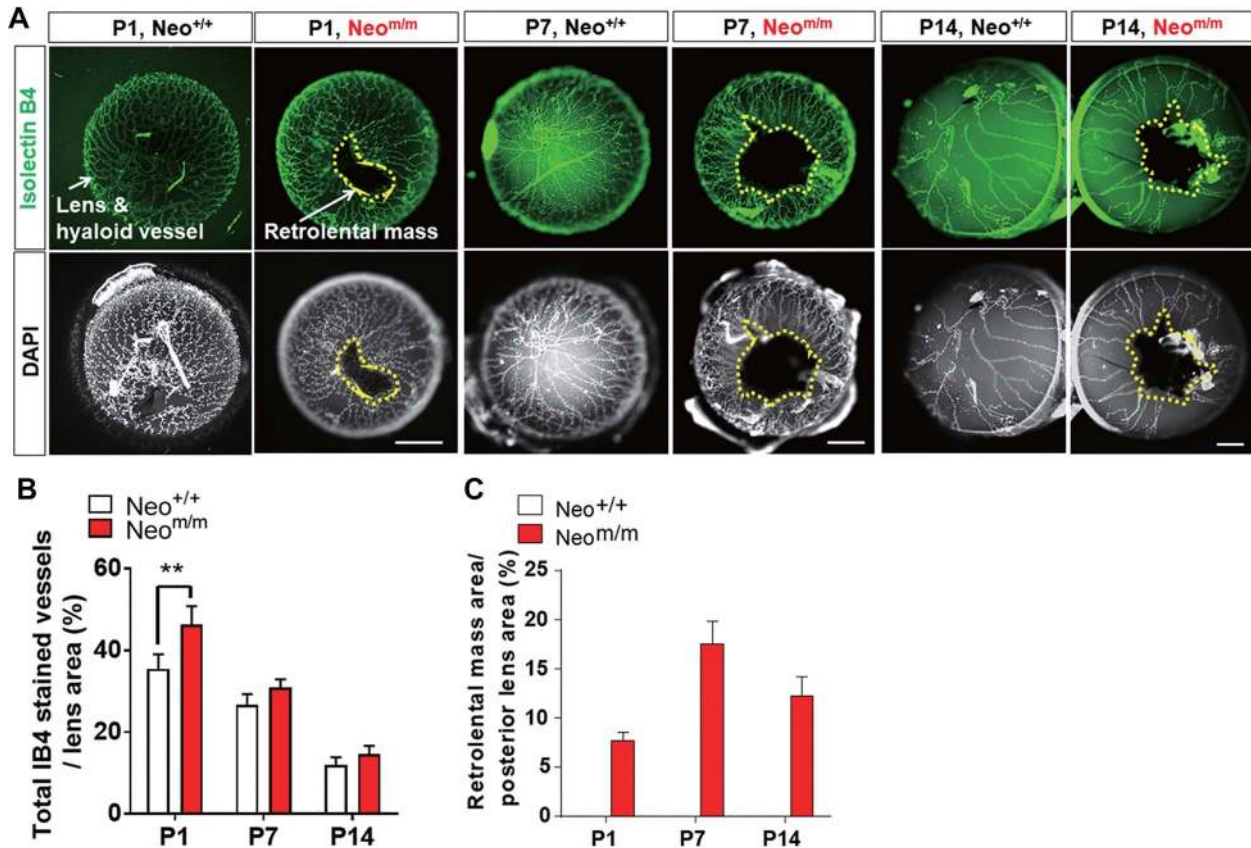 A
P1, Neo+/+
P1, Neom/m
P7, Neo+/+
P7, Neom/m
P14, Neo+/+
P14, Neom/m
Isolectin B4
Lens &
hyaloid vessel
Retrolental mass
DAPI
B
Neo+/+
Neom/m
Total IB4 stained vessels
/ lens area (%)
60
40
20
0
**
P1
P7
P14
C
Neo+/+
Neom/m
Retrolental mass area/
posterior lens area (%)
25
20
15
10
5
0
P1
P7
P14